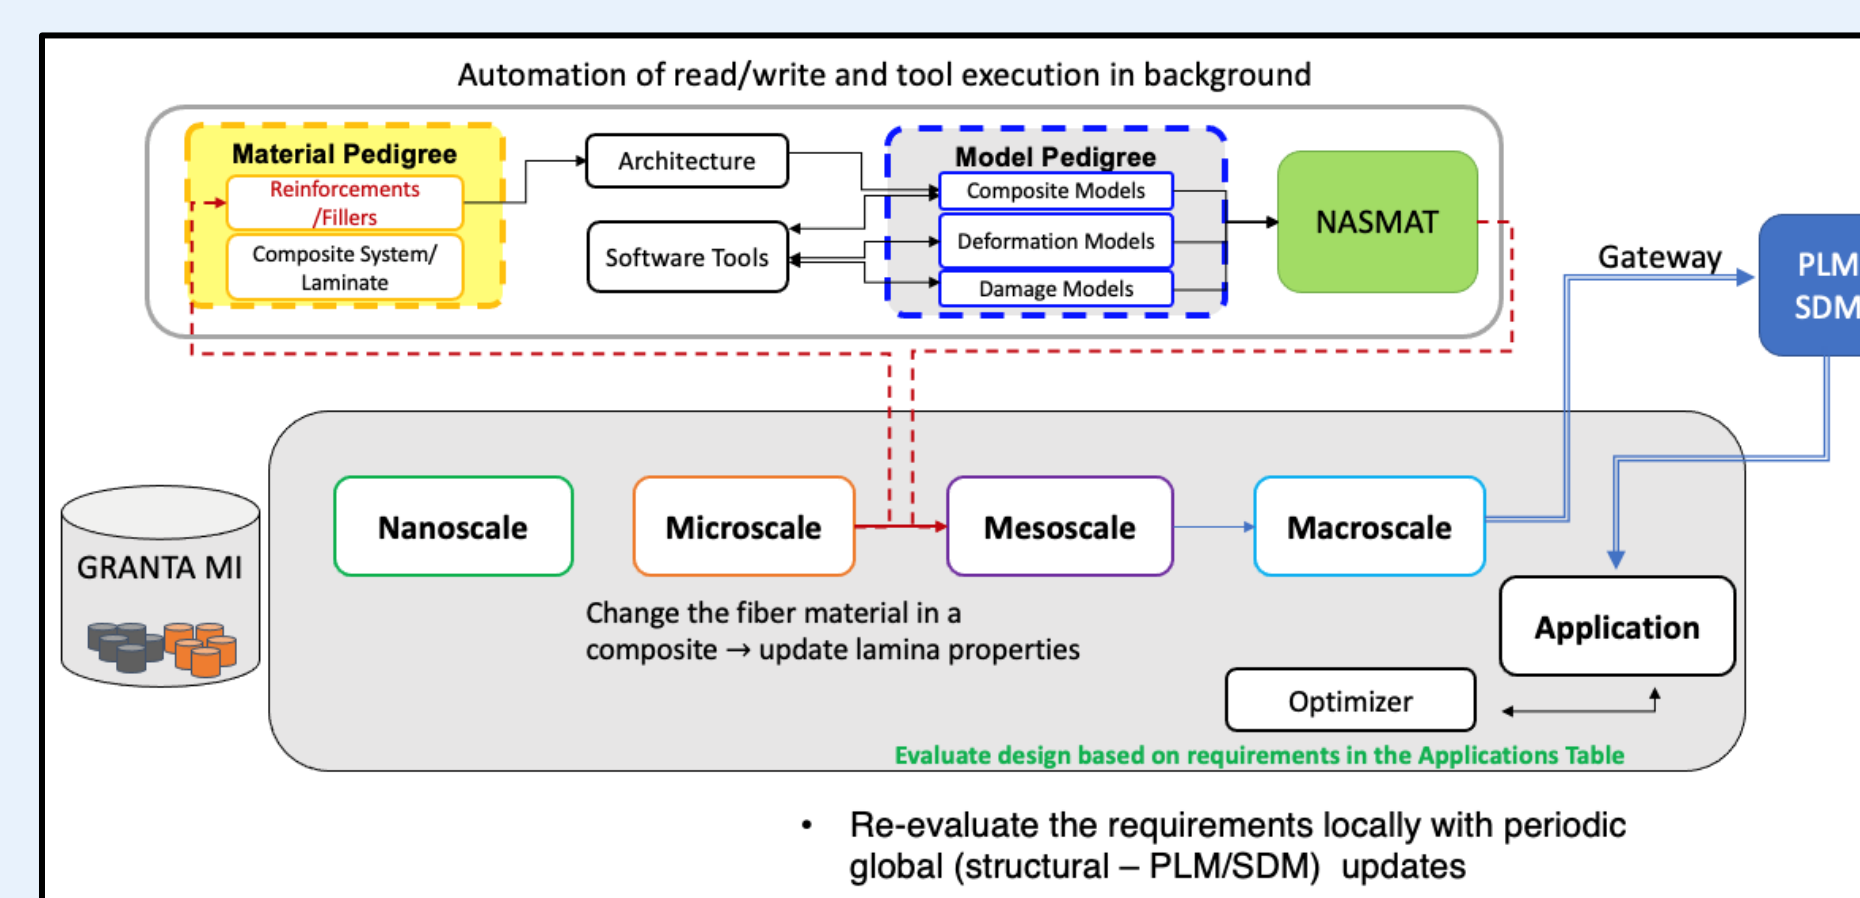 Automation of read/write and tool execution in background
Material Pedigree
Reinforcements
/Fillers
Composite System/
Laminate
Architecture
Software Tools
Model Pedigree
Composite Models
Deformation Models
Damage Models
NASMAT
Gateway
PLM
SDM
GRANTA MI
Nanoscale
Microscale
Mesoscale
Macroscale
Change the fiber material in a
composite → update lamina properties
Application
Optimizer
Evaluate design based on requirements in the Applications Table
• Re-evaluate the requirements locally with periodic
global (structural – PLM/SDM) updates